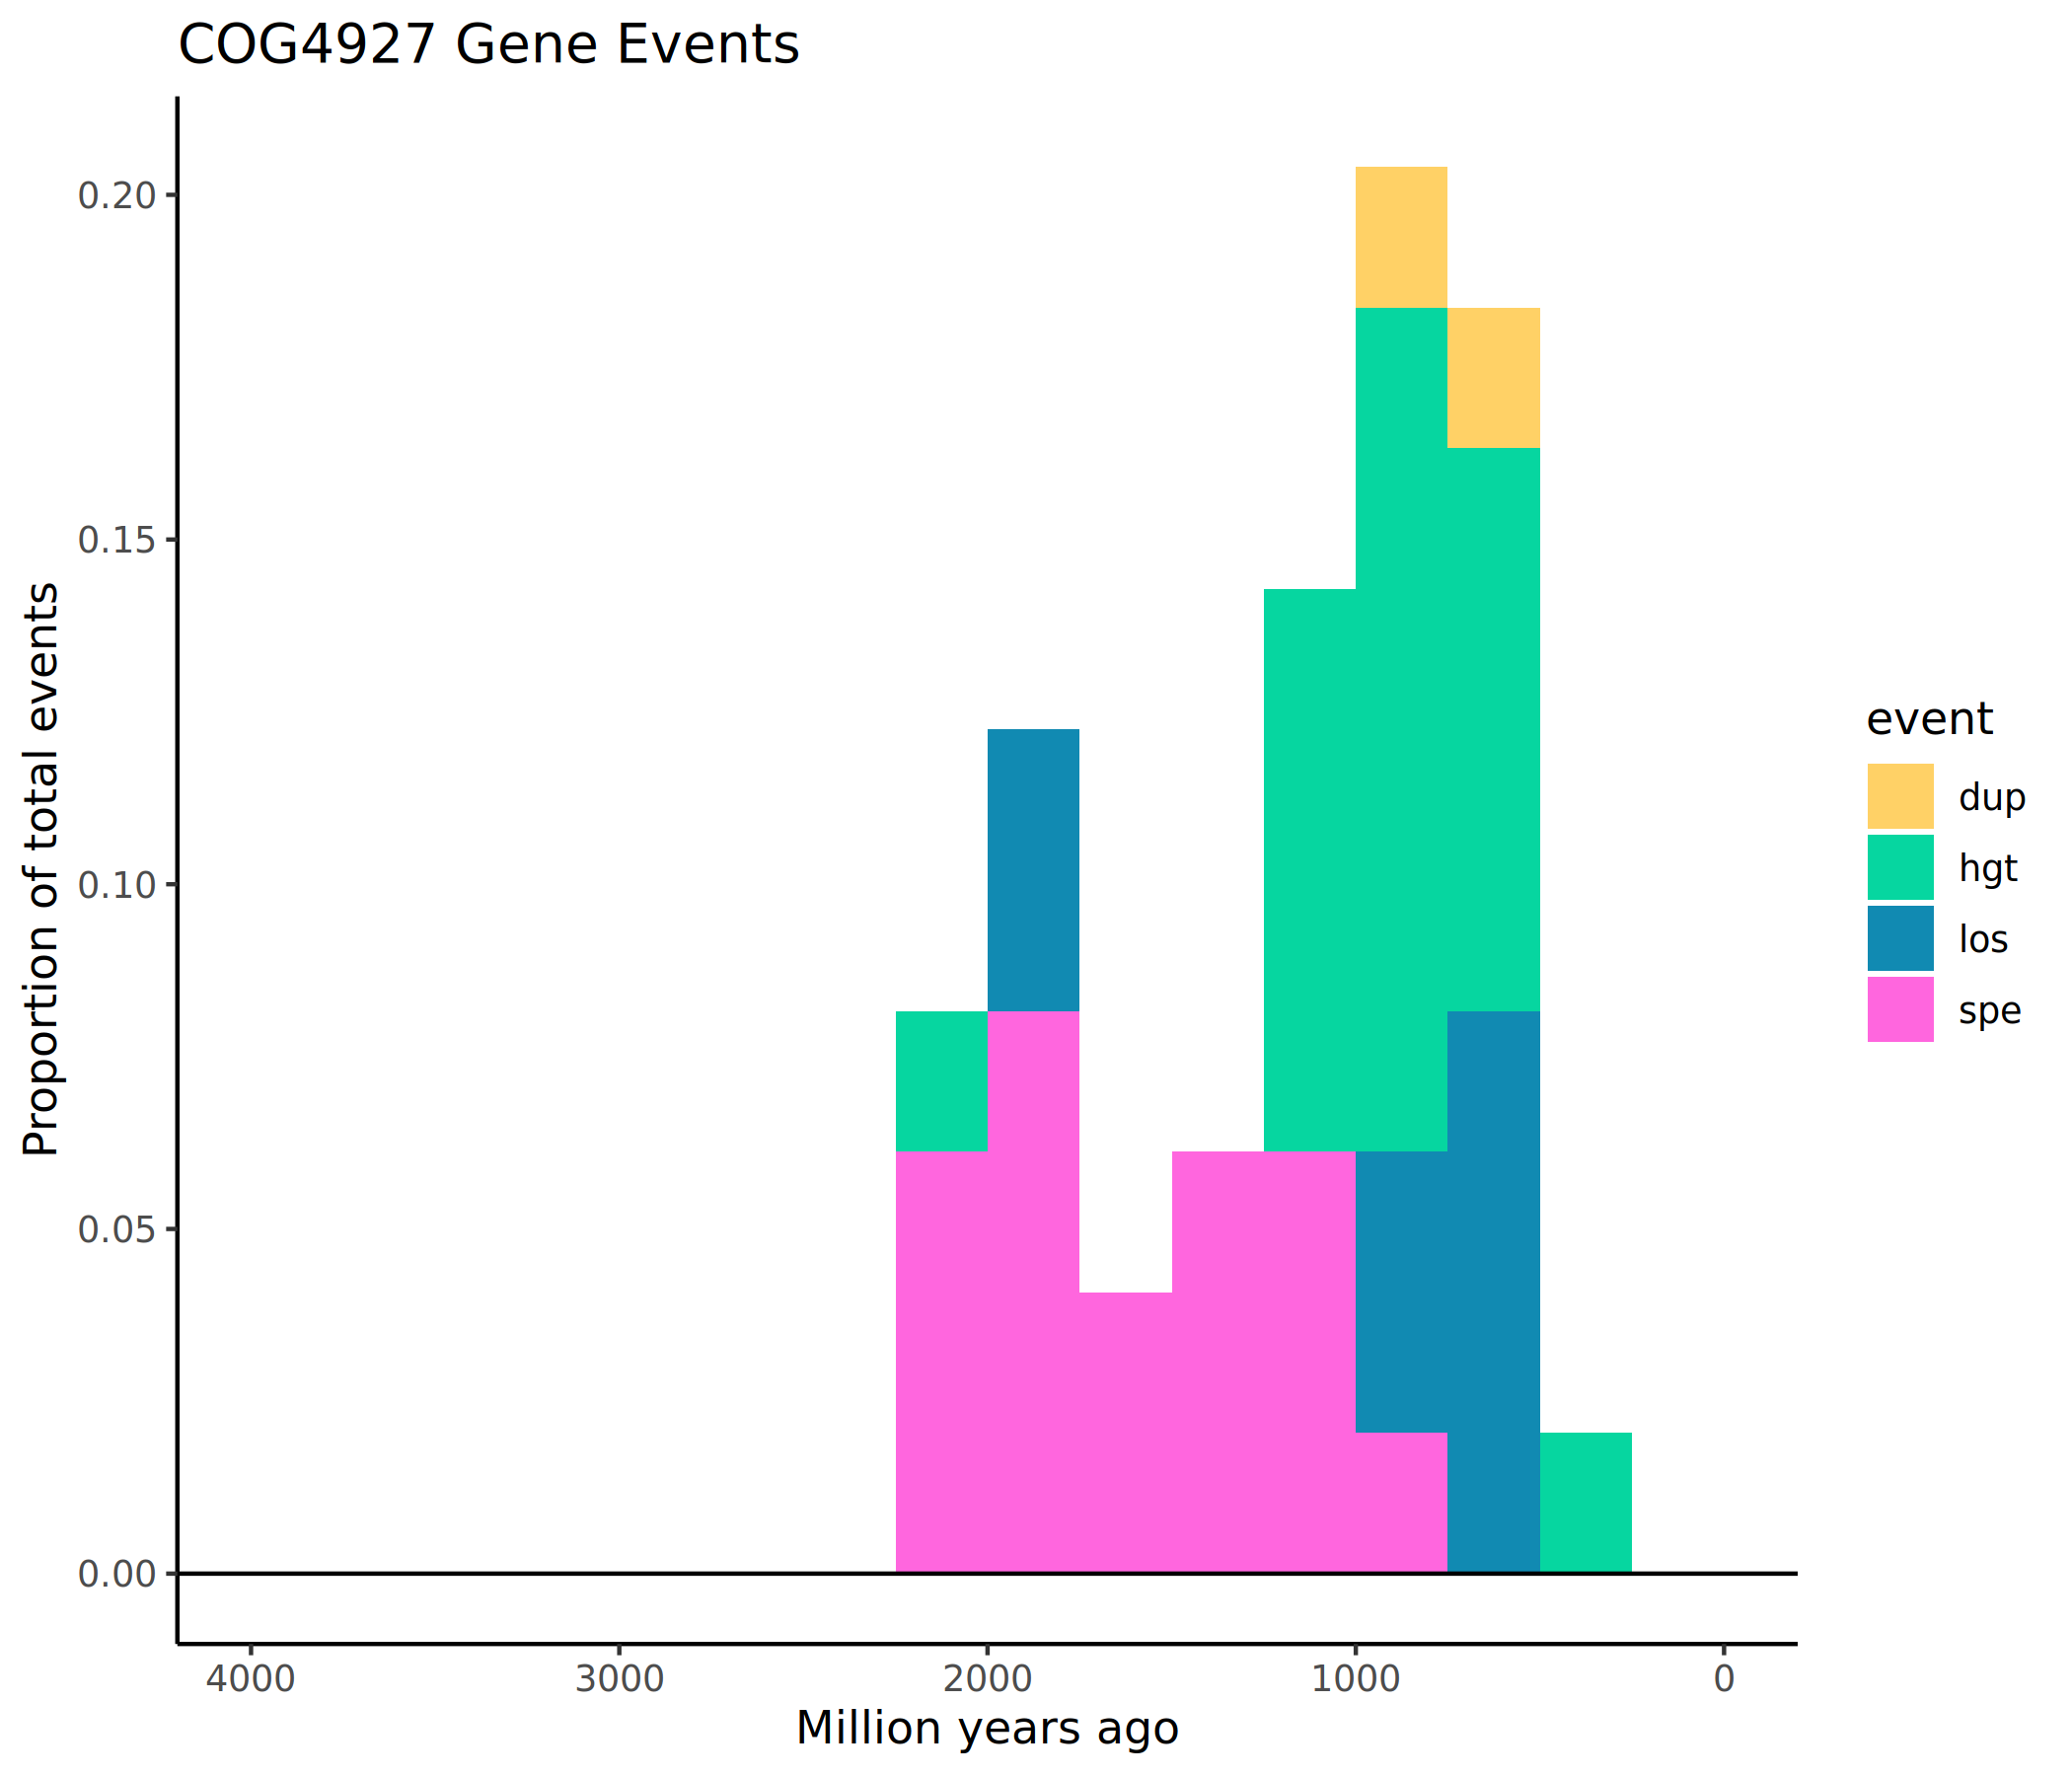 COG4927 Gene Events
Proportion of total events
0.20
0.15
0.10
0.05
0.00
4000 3000 2000 1000 0
Million years ago
event
dup
hgt
los
spe